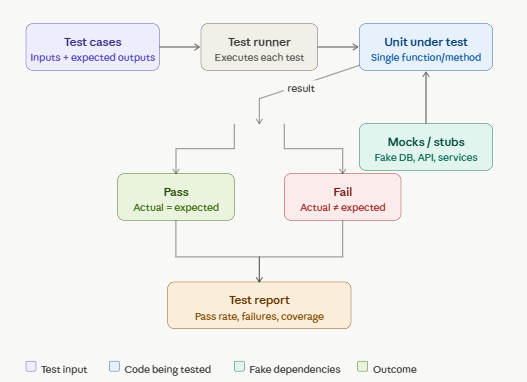 Test cases
Inputs + expected outputs
Test runner
Executes each test
Unit under test
Single function/method
result
Mocks / stubs
Fake DB, API, services
Pass
Actual = expected
Fail
Actual ≠ expected
Test report
Pass rate, failures, coverage
Test input
Code being tested
Fake dependencies
Outcome